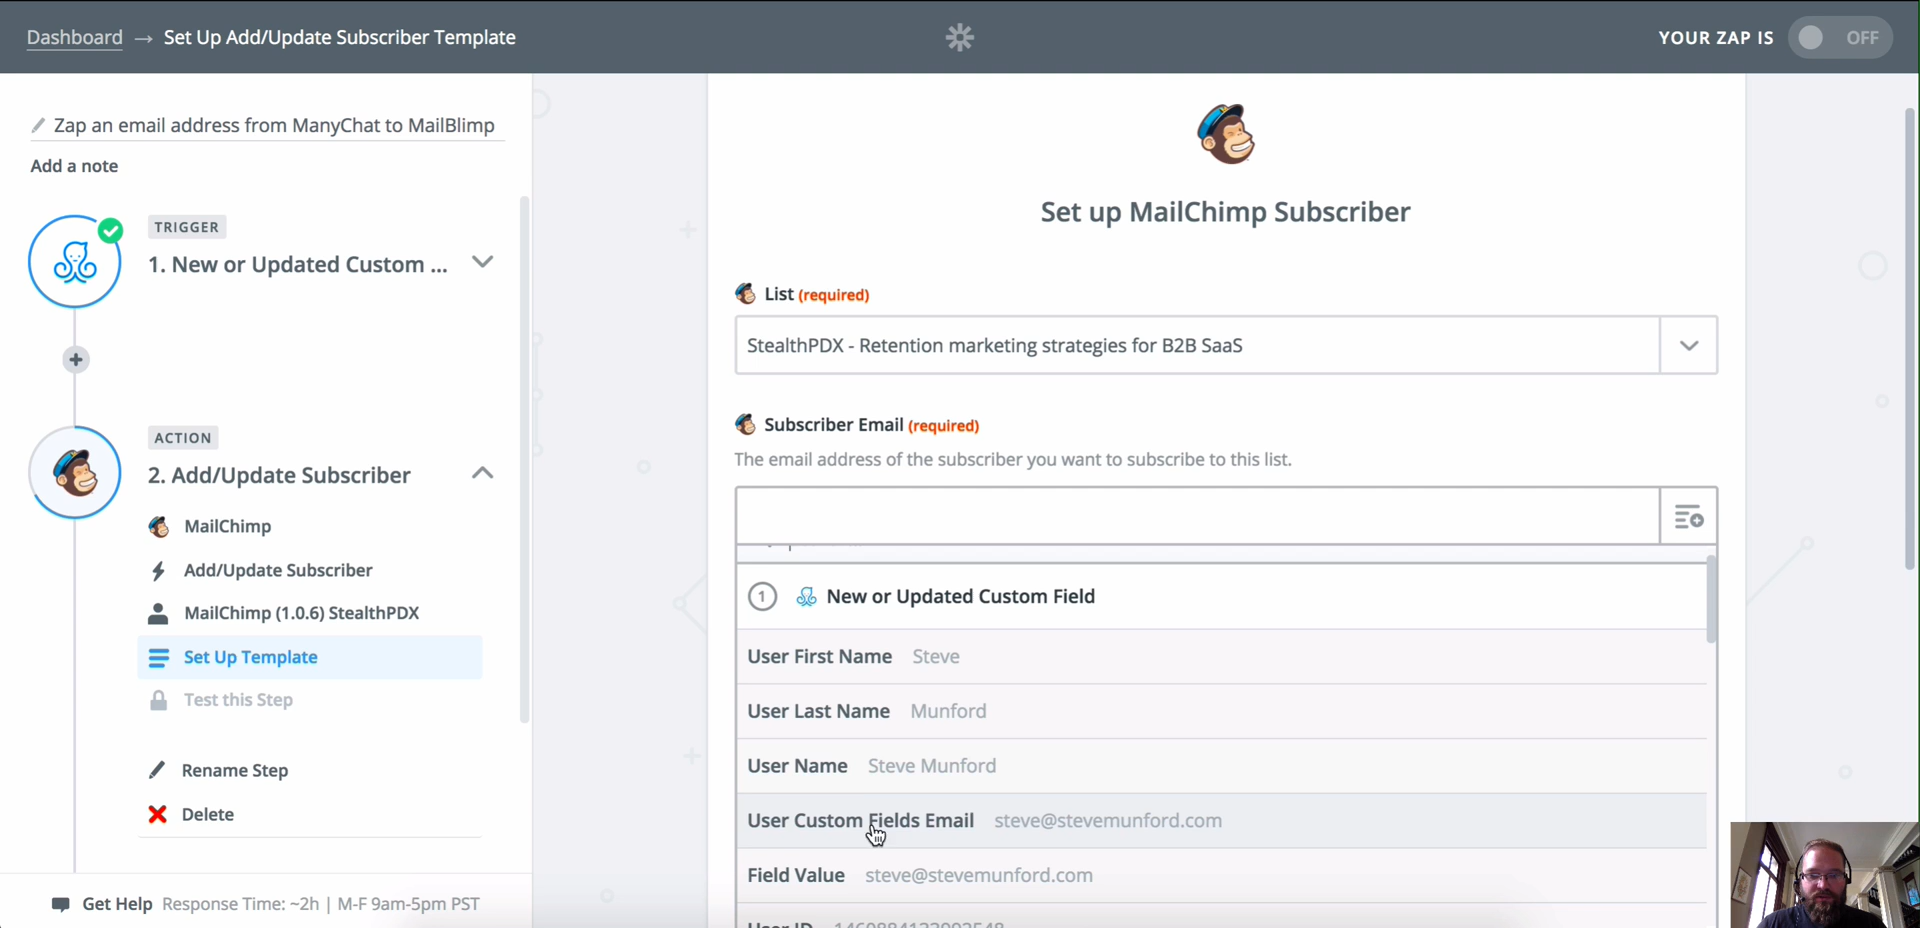 Dashboard → Set Up Add/Update Subscriber Template
YOUR ZAP IS OFF
Zap an email address from ManyChat to MailBlimp
Add a note
TRIGGER
1. New or Updated Custom ...
ACTION
2. Add/Update Subscriber
MailChimp
Add/Update Subscriber
MailChimp (1.0.6) StealthPDX
Set Up Template
Test this Step
Rename Step
Delete
Get Help Response Time: ~2h | M-F 9am-5pm PST
Set up MailChimp Subscriber
List (required)
StealthPDX - Retention marketing strategies for B2B SaaS
Subscriber Email (required)
The email address of the subscriber you want to subscribe to this list.
1 New or Updated Custom Field
User First Name Steve
User Last Name Munford
User Name Steve Munford
User Custom Fields Email steve@stevemunford.com
Field Value steve@stevemunford.com
User ID